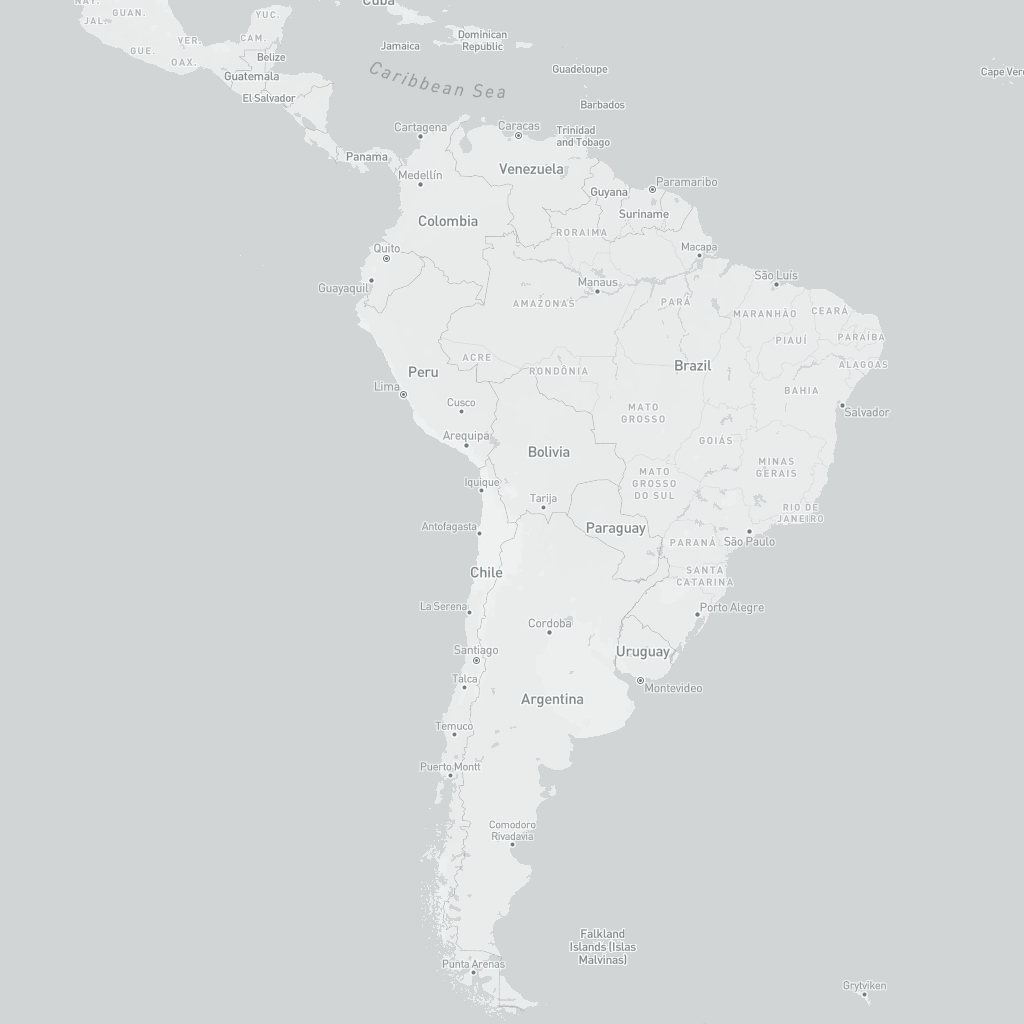 Cuba
NAY.
GUAN.
JAL.
YUC.
GUE.
VER.
OAX.
CAM.
Belize
Guatemala
El Salvador
Jamaica
Dominican
Republic
Caribbean Sea
Guadeloupe
Barbados
Cape Ver
Cartagena
Caracas
Trinidad
and Tobago
Panama
Medellín
Venezuela
Guyana
Paramaribo
Suriname
Colombia
RORAIMA
Quito
Macapa
Guayaquil
Manaus
São Luís
AMAZONAS
PARÁ
MARANHÃO
CEARÁ
PIAUÍ
PARAÍBA
ACRE
RONDÔNIA
Brazil
ALAGOAS
Peru
Lima
BAHIA
Cusco
MATO
GROSSO
Salvador
Arequipa
GOIÁS
Bolivia
MINAS
GERAIS
Iquique
MATO
GROSSO
DO SUL
Tarija
RIO DE
JANEIRO
Antofagasta
Paraguay
PARANÁ
São Paulo
Chile
SANTA
CATARINA
La Serena
Porto Alegre
Cordoba
Santiago
Uruguay
Talca
Montevideo
Argentina
Temuco
Puerto Montt
Comodoro
Rivadavia
Falkland
Islands (Islas
Malvinas)
Punta Arenas
Grytviken